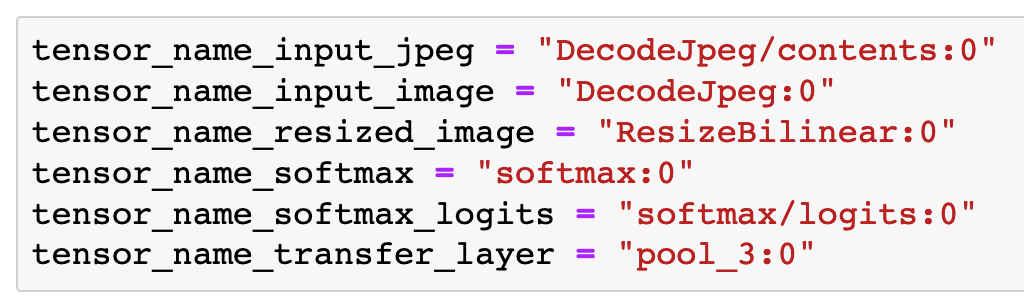 tensor_name_input_jpeg = "DecodeJpeg/contents:0"
tensor_name_input_image = "DecodeJpeg:0"
tensor_name_resized_image = "ResizeBilinear:0"
tensor_name_softmax = "softmax:0"
tensor_name_softmax_logits = "softmax/logits:0"
tensor_name_transfer_layer = "pool_3:0"